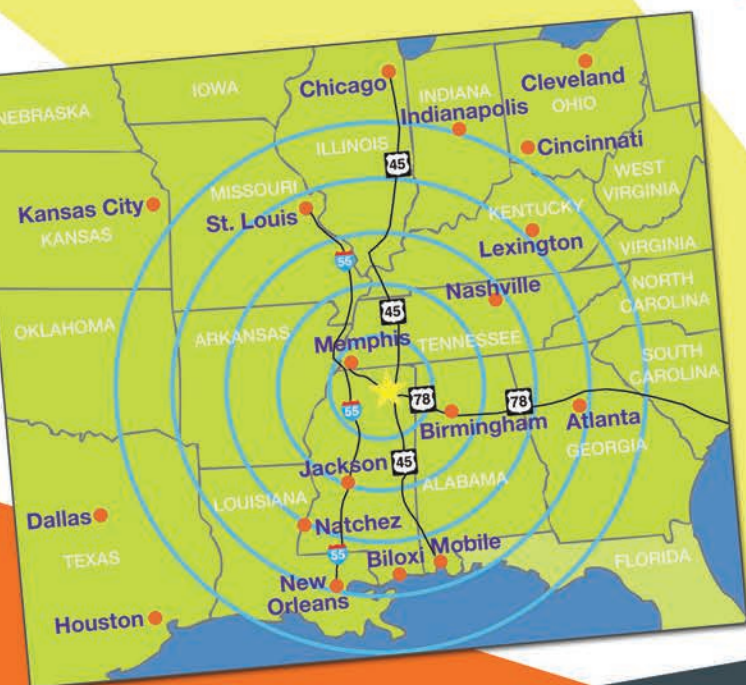 Chicago
Cleveland
IOWA
INDIANA
OHIO
NEBRASKA
Indianapolis
ILLINOIS
Cincinnati
45
WEST
VIRGINIA
MISSOURI
Kansas City
St. Louis
KENTUCKY
KANSAS
Lexington
VIRGINIA
55
Nashville
NORTH
CAROLINA
45
OKLAHOMA
ARKANSAS
Memphis
TENNESSEE
SOUTH
CAROLINA
78
78
55
Birmingham
Atlanta
GEORGIA
Jackson
45
ALABAMA
LOUISIANA
Dallas
Natchez
TEXAS
55
Biloxi
Mobile
FLORIDA
New
Orleans
Houston